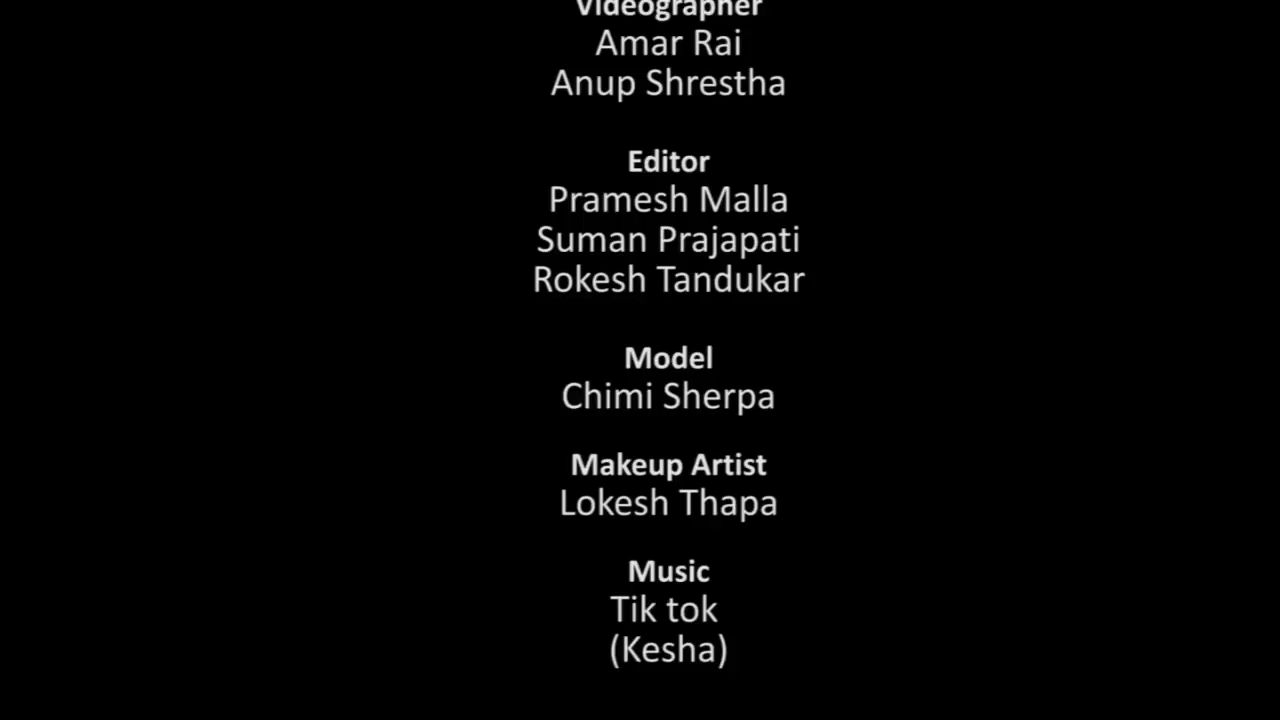 Videographer
Amar Rai
Anup Shrestha
Editor
Pramesh Malla
Suman Prajapati
Rokesh Tandukar
Model
Chimi Sherpa
Makeup Artist
Lokesh Thapa
Music
Tik tok
(Kesha)